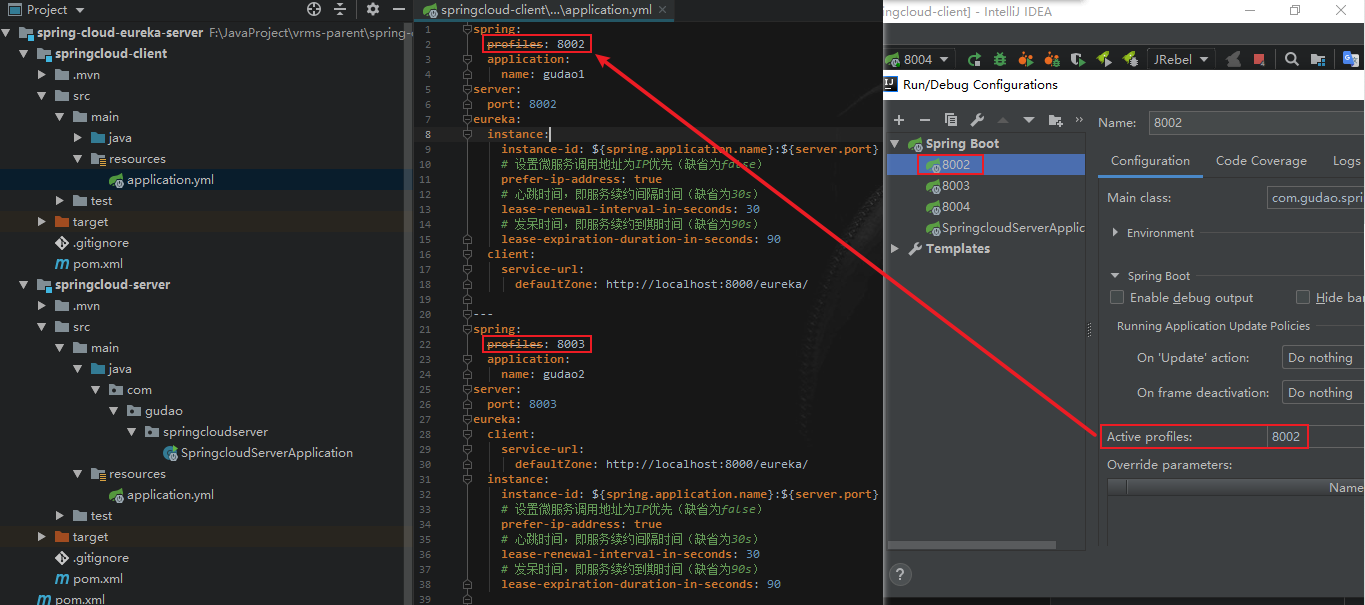 Project
spring-cloud-eureka-server F:\JavaProject\vrms-parent\spring-
springcloud-client
.mvn
src
main
java
resources
application.yml
test
target
.gitignore
pom.xml
springcloud-server
.mvn
src
main
java
com
gudao
springcloudserver
SpringcloudServerApplication
resources
application.yml
test
target
.gitignore
pom.xml
pom.xml
springcloud-client\...\application.yml
1 spring:
2 profiles: 8002
3 application:
4 name: gudao1
5 server:
6 port: 8002
7 eureka:
8 instance:
9 instance-id: ${spring.application.name}:${server.port}
10 # 设置微服务调用地址为IP优先（缺省为false）
11 prefer-ip-address: true
12 # 心跳时间，即服务续约间隔时间（缺省为30s）
13 lease-renewal-interval-in-seconds: 30
14 # 发呆时间，即服务续约到期时间（缺省为90s）
15 lease-expiration-duration-in-seconds: 90
16 client:
17 service-url:
18 defaultZone: http://localhost:8000/eureka/
19
20 ---
21 spring:
22 profiles: 8003
23 application:
24 name: gudao2
25 server:
26 port: 8003
27 eureka:
28 client:
29 service-url:
30 defaultZone: http://localhost:8000/eureka/
31 instance:
32 instance-id: ${spring.application.name}:${server.port}
33 # 设置微服务调用地址为IP优先（缺省为false）
34 prefer-ip-address: true
35 # 心跳时间，即服务续约间隔时间（缺省为30s）
36 lease-renewal-interval-in-seconds: 30
37 # 发呆时间，即服务续约到期时间（缺省为90s）
38 lease-expiration-duration-in-seconds: 90
39
ingcloud-client] - IntelliJ IDEA
8004 JRebel
Run/Debug Configurations
Name: 8002
Spring Boot
8002
8003
8004
SpringcloudServerApplic
Templates
Configuration Code Coverage Logs
Main class: com.gudao.spri
Environment
Spring Boot
Enable debug output Hide ban
Running Application Update Policies
On 'Update' action: Do nothing
On frame deactivation: Do nothing
Active profiles: 8002
Override parameters:
Name
?